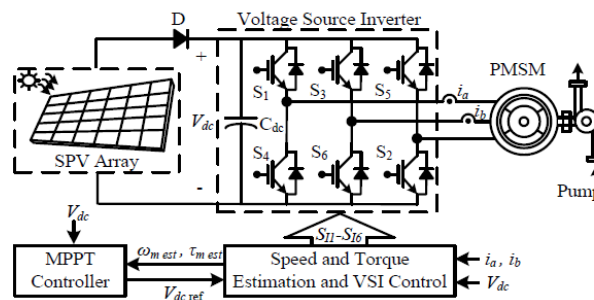 D
Voltage Source Inverter
+
S1
S3
S5
PMSM
ia
ib
Vdc
Cdc
SPV Array
S4
S6
S2
-
Pump
Vdc
SI1-SI6
MPPT
Controller
ωm est, τm est
Vdc ref
Speed and Torque
Estimation and VSI Control
ia, ib
Vdc